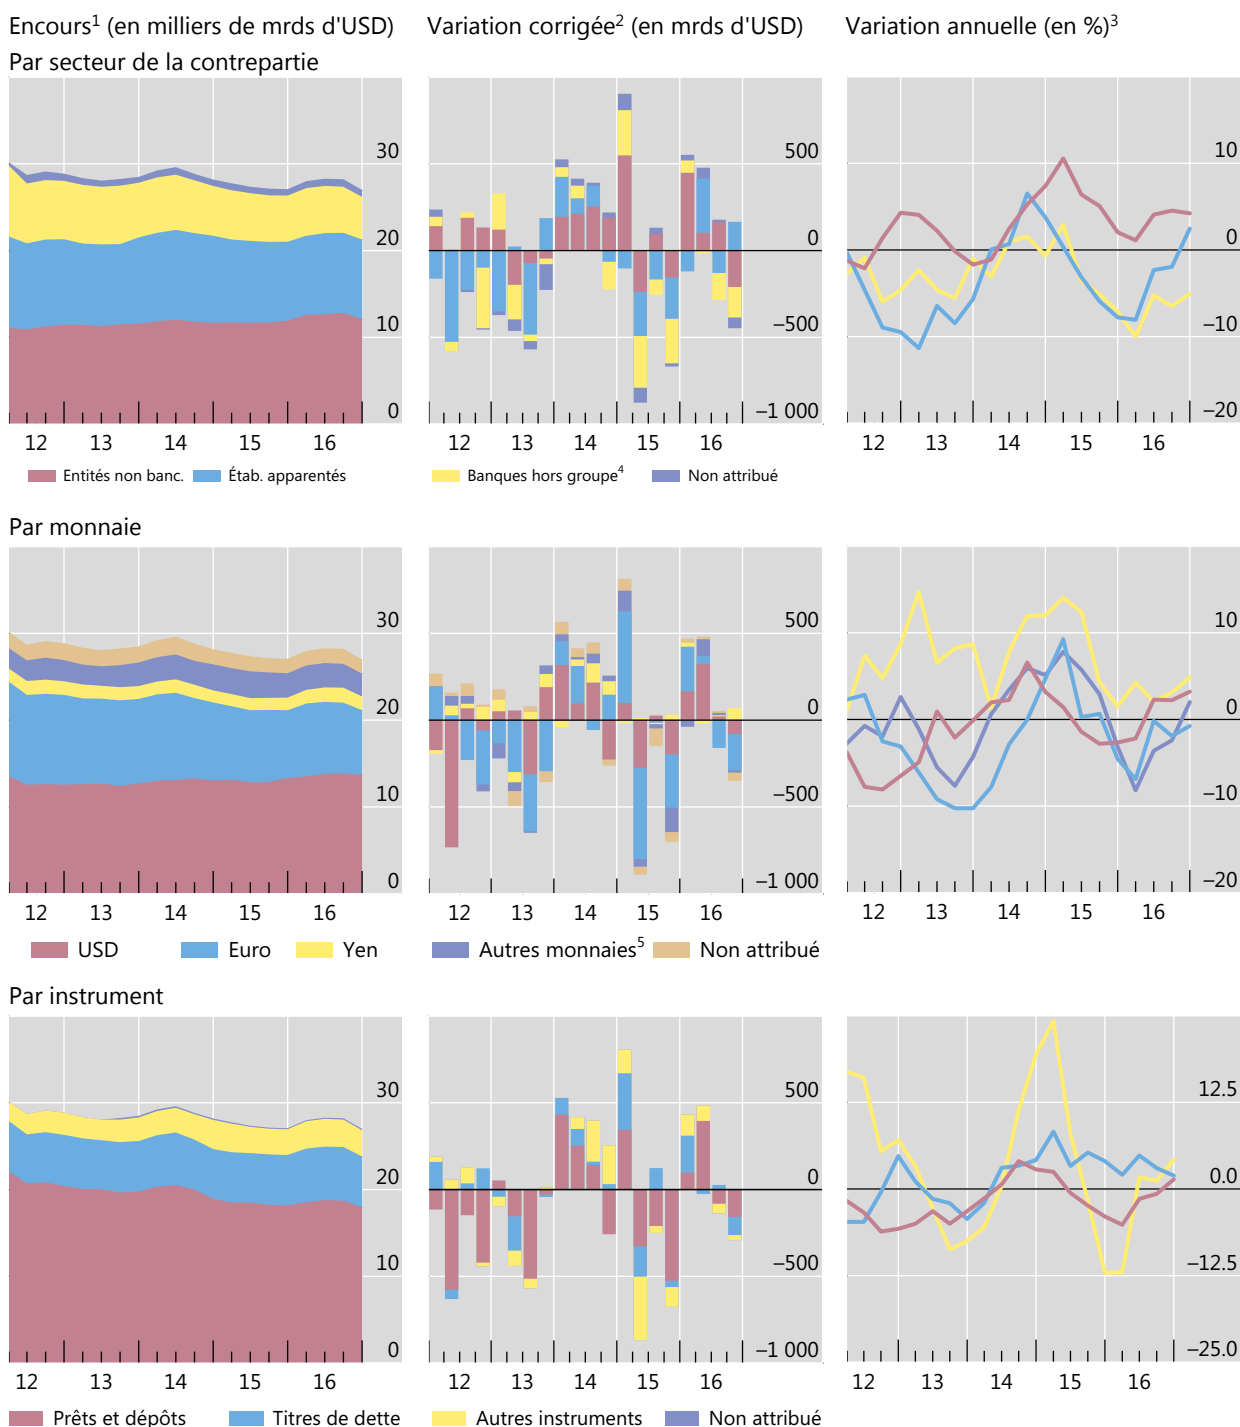 Encours¹ (en milliers de mrds d'USD) Variation corrigée² (en mrds d'USD) Variation annuelle (en %)³
Par secteur de la contrepartie
30 500 10
20 0 0
10 −500 −10
0 −1 000 −20
12 13 14 15 16 12 13 14 15 16 12 13 14 15 16
Entités non banc. Étab. apparentés Banques hors groupe⁴ Non attribué
Par monnaie
30 500 10
20 0 0
10 −500 −10
0 −1 000 −20
12 13 14 15 16 12 13 14 15 16 12 13 14 15 16
USD Euro Yen Autres monnaies⁵ Non attribué
Par instrument
30 500 12.5
20 0 0.0
10 −500 −12.5
0 −1 000 −25.0
12 13 14 15 16 12 13 14 15 16 12 13 14 15 16
Prêts et dépôts Titres de dette Autres instruments Non attribué